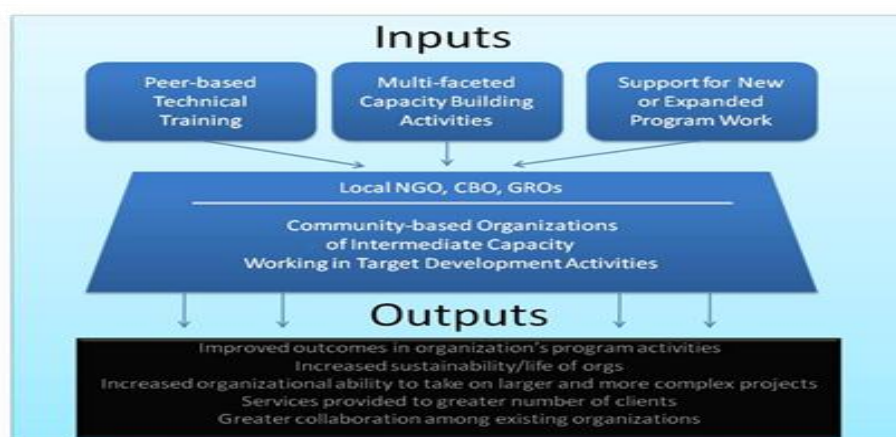 Inputs
Peer-based
Technical
Training
Multi-faceted
Capacity Building
Activities
Support for New
or Expanded
Program Work
Local NGO, CBO, GROs
Community-based Organizations
of Intermediate Capacity
Working in Target Development Activities
Outputs
Improved outcomes in organization's program activities
Increased sustainability/life of orgs
Increased organizational ability to take on larger and more complex projects
Services provided to greater number of clients
Greater collaboration among existing organizations